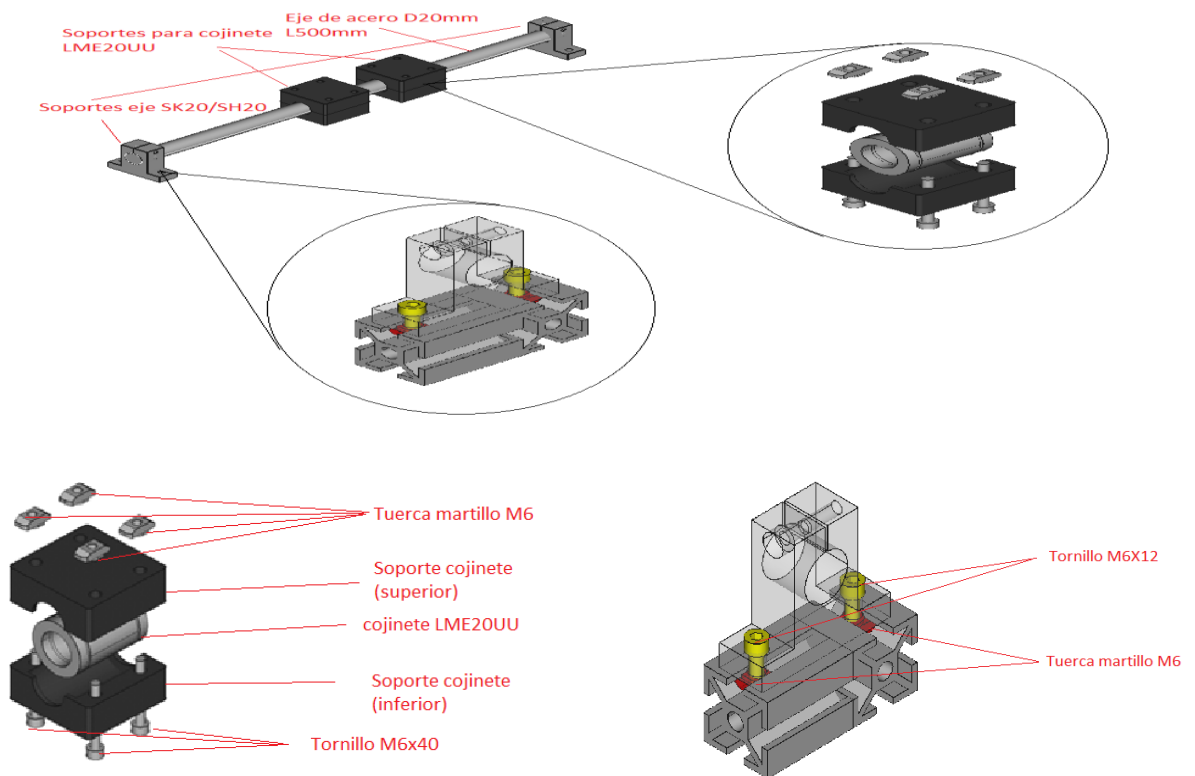 Eje de acero D20mm
L500mm
Soportes para cojinete
LME20UU
Soportes eje SK20/SH20
Tuerca martillo M6
Soporte cojinete
(superior)
cojinete LME20UU
Soporte cojinete
(inferior)
Tornillo M6x40
Tornillo M6X12
Tuerca martillo M6